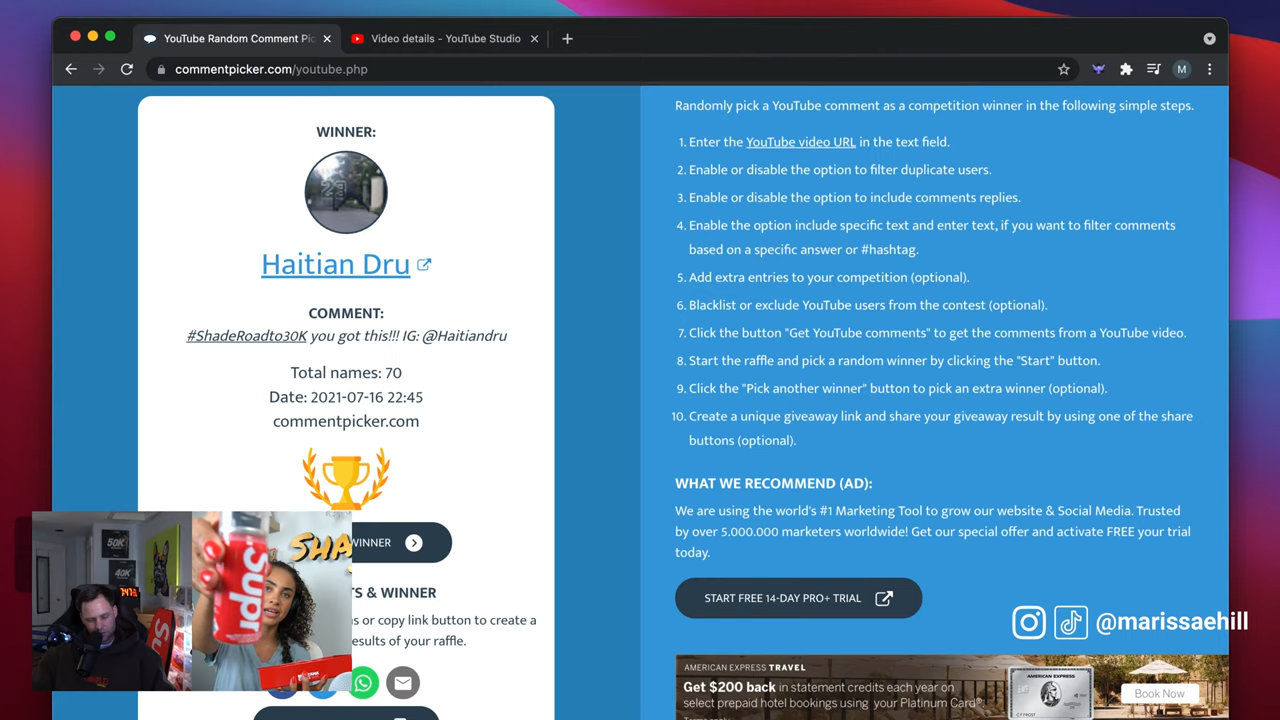 YouTube Random Comment Pic
Video details - YouTube Studio
commentpicker.com/youtube.php
M
WINNER:
23
Haitian Dru
COMMENT:
#ShadeRoadto30K you got this!!! IG: @Haitiandru
Total names: 70
Date: 2021-07-16 22:45
commentpicker.com
WINNER
TS & WINNER
ns or copy link button to create a
results of your raffle.
50K
40K
SHA
Supr
Randomly pick a YouTube comment as a competition winner in the following simple steps.
1. Enter the YouTube video URL in the text field.
2. Enable or disable the option to filter duplicate users.
3. Enable or disable the option to include comments replies.
4. Enable the option include specific text and enter text, if you want to filter comments
based on a specific answer or #hashtag.
5. Add extra entries to your competition (optional).
6. Blacklist or exclude YouTube users from the contest (optional).
7. Click the button "Get YouTube comments" to get the comments from a YouTube video.
8. Start the raffle and pick a random winner by clicking the "Start" button.
9. Click the "Pick another winner" button to pick an extra winner (optional).
10. Create a unique giveaway link and share your giveaway result by using one of the share
buttons (optional).
WHAT WE RECOMMEND (AD):
We are using the world's #1 Marketing Tool to grow our website & Social Media. Trusted
by over 5.000.000 marketers worldwide! Get our special offer and activate FREE your trial
today.
START FREE 14-DAY PRO+ TRIAL
@marissaehill
AMERICAN EXPRESS TRAVEL
Get $200 back in statement credits each year on
select prepaid hotel bookings using your Platinum Card®.
AMERICAN EXPRESS
Book Now